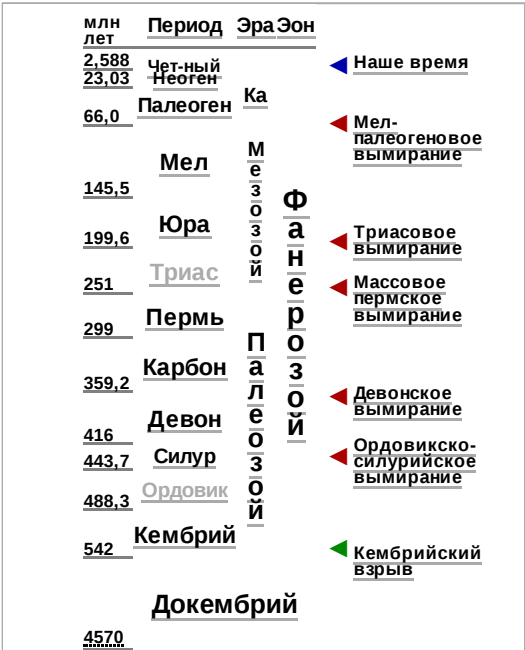 млн лет
Период
Эра
Эон
2,588
Чет-ный
Наше время
23,03
Неоген
Ка
Палеоген
66,0
Мел-
палеогеновое
вымирание
Мел
Мезозой
145,5
Фанерозой
Юра
199,6
Триасовое
вымирание
Триас
251
Массовое
пермское
вымирание
Пермь
299
Палеозой
Карбон
359,2
Девонское
вымирание
Девон
416
Ордовикско-
силурийское
вымирание
Силур
443,7
Ордовик
488,3
Кембрий
542
Кембрийский
взрыв
Докембрий
4570